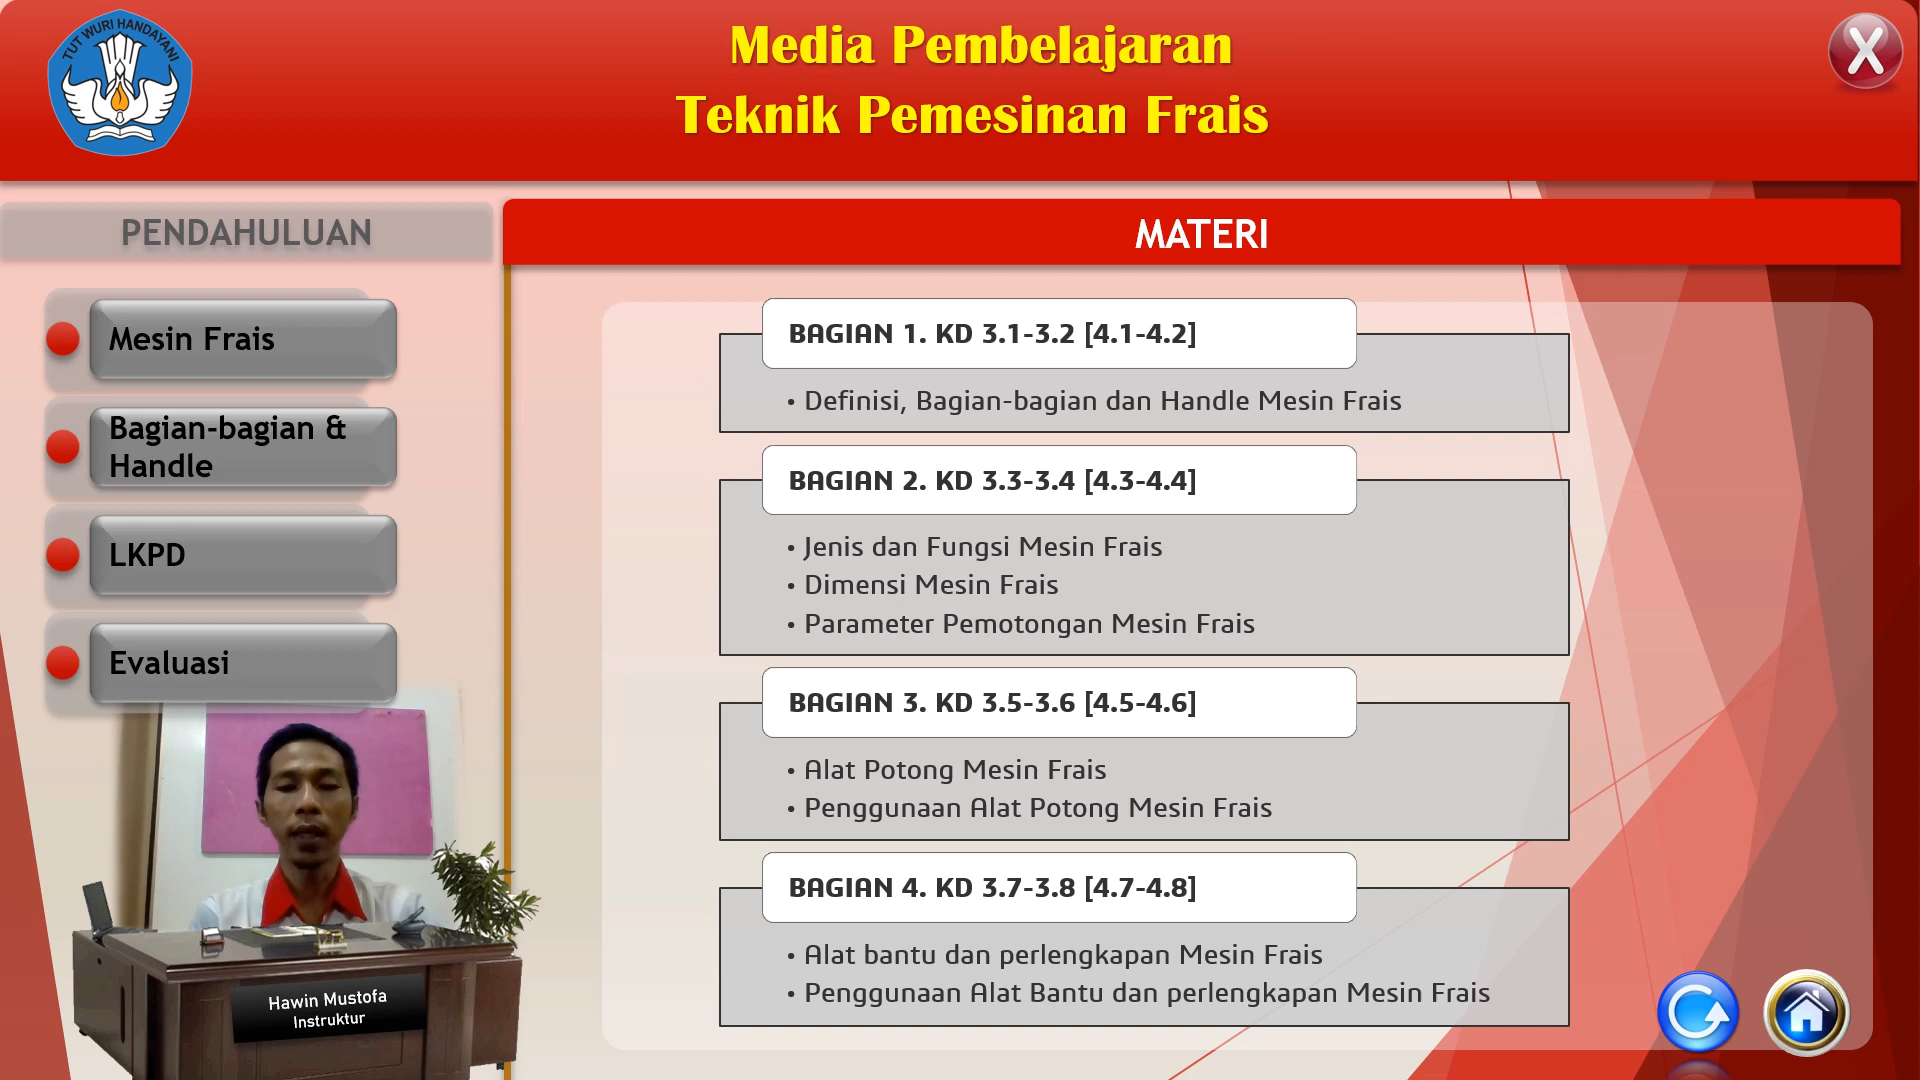 TUT WURI HANDAYANI
Media Pembelajaran
Teknik Pemesinan Frais
X
PENDAHULUAN
MATERI
Mesin Frais
Bagian-bagian &
Handle
LKPD
Evaluasi
Hawin Mustofa
Instruktur
BAGIAN 1. KD 3.1-3.2 [4.1-4.2]
• Definisi, Bagian-bagian dan Handle Mesin Frais
BAGIAN 2. KD 3.3-3.4 [4.3-4.4]
• Jenis dan Fungsi Mesin Frais
• Dimensi Mesin Frais
• Parameter Pemotongan Mesin Frais
BAGIAN 3. KD 3.5-3.6 [4.5-4.6]
• Alat Potong Mesin Frais
• Penggunaan Alat Potong Mesin Frais
BAGIAN 4. KD 3.7-3.8 [4.7-4.8]
• Alat bantu dan perlengkapan Mesin Frais
• Penggunaan Alat Bantu dan perlengkapan Mesin Frais